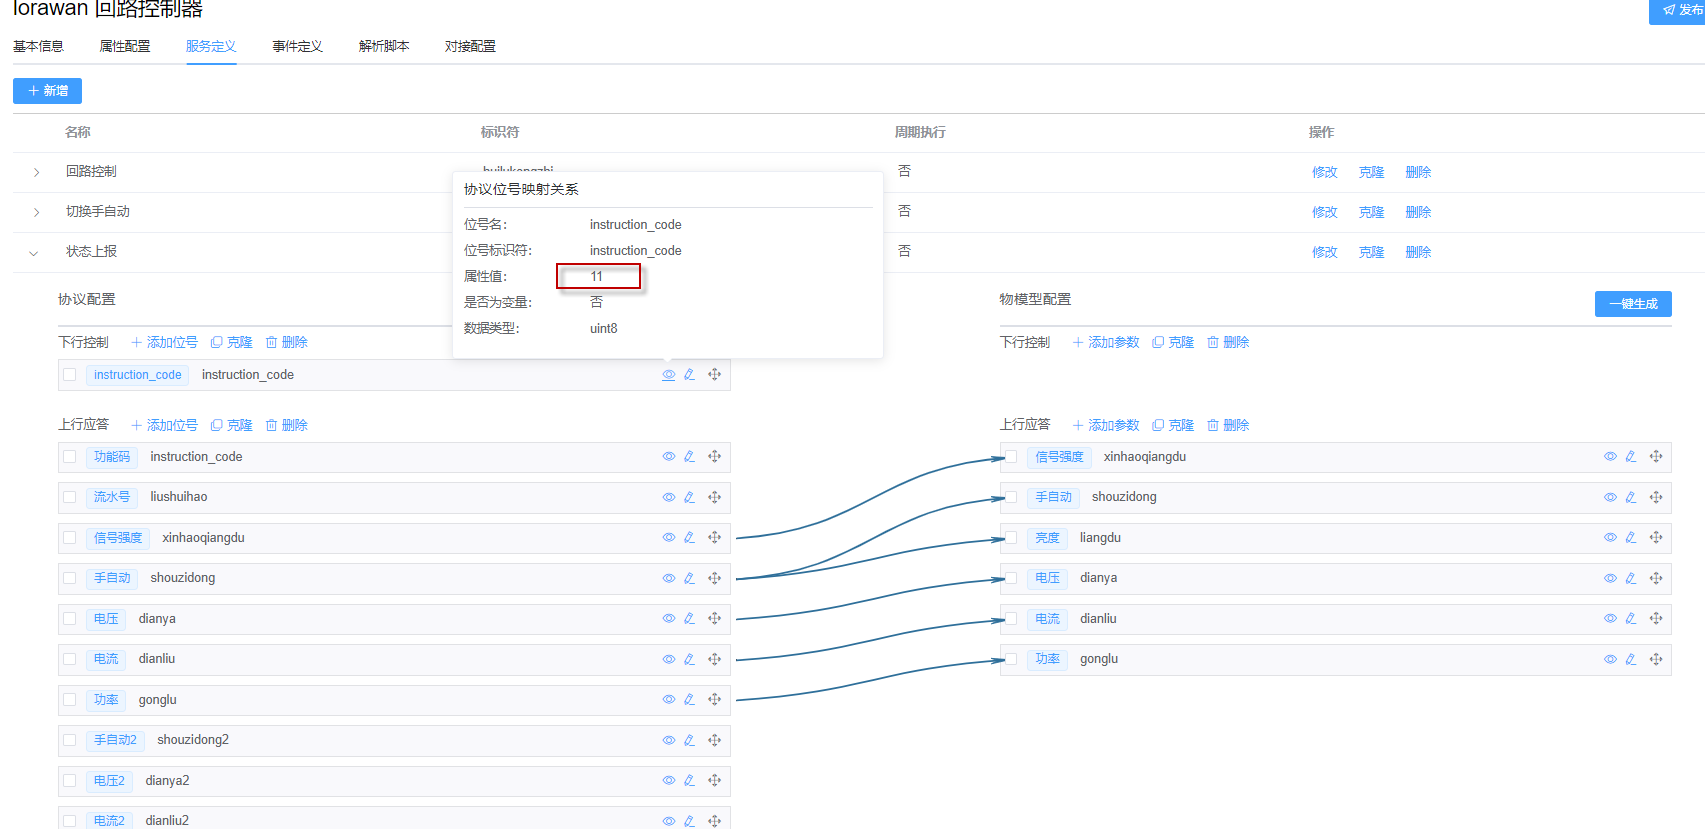 lorawan 回路控制器
发布
基本信息 属性配置 服务定义 事件定义 解析脚本 对接配置
新增
名称 标识符 周期执行 操作
回路控制 huilukongzhi 否 修改 克隆 删除
切换手自动 否 修改 克隆 删除
状态上报 否 修改 克隆 删除
协议位号映射关系
位号名: instruction_code
位号标识符: instruction_code
属性值: 11
是否为变量: 否
数据类型: uint8
协议配置 物模型配置 一键生成
下行控制 添加位号 克隆 删除 下行控制 添加参数 克隆 删除
instruction_code instruction_code
上行应答 添加位号 克隆 删除 上行应答 添加参数 克隆 删除
功能码 instruction_code 信号强度 xinhaoqiangdu
流水号 liushuihao 手自动 shouzidong
信号强度 xinhaoqiangdu 亮度 liangdu
手自动 shouzidong 电压 dianya
电压 dianya 电流 dianliu
电流 dianliu 功率 gonglu
功率 gonglu
手自动2 shouzidong2
电压2 dianya2
电流2 dianliu2